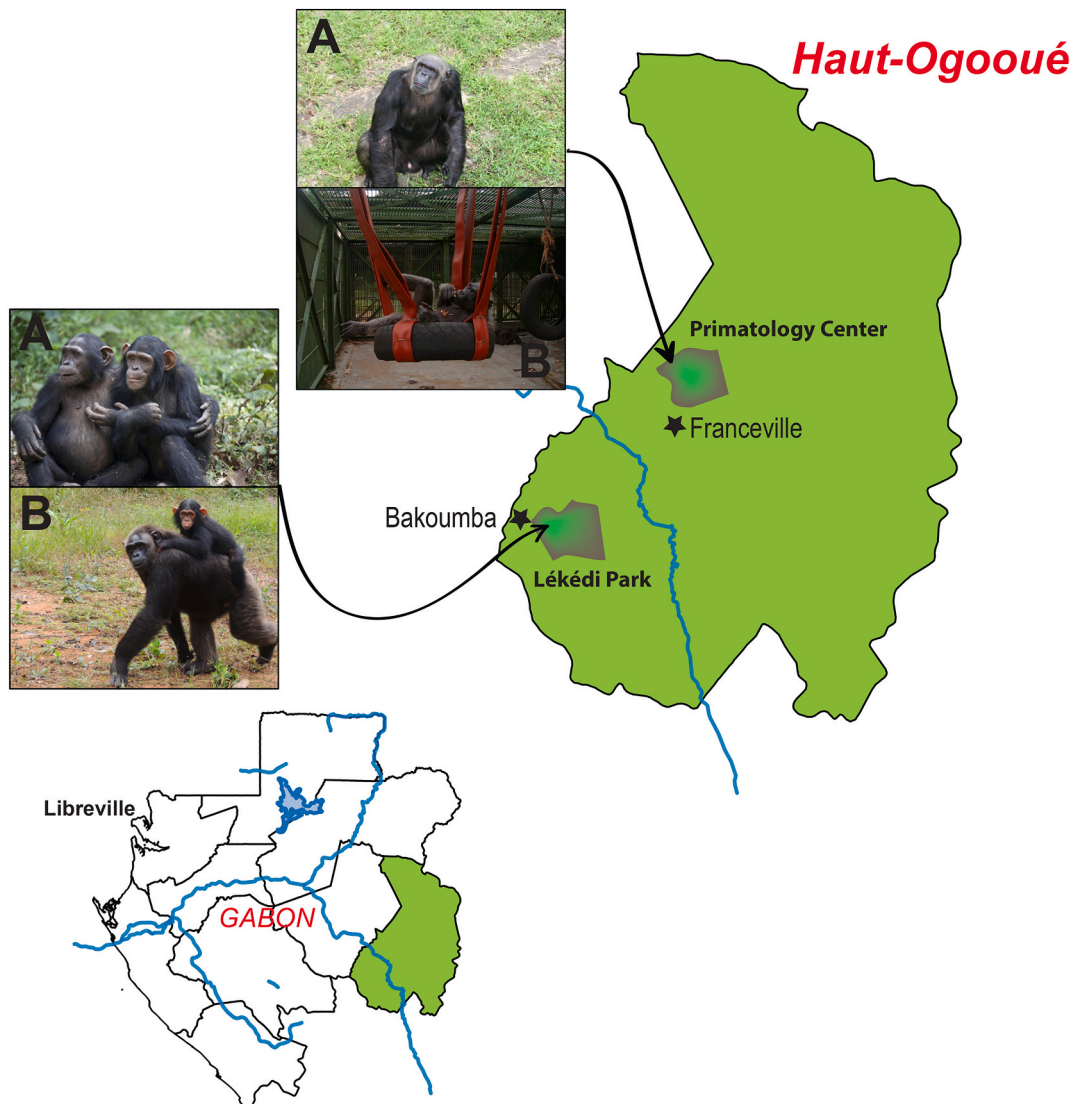 A
Haut-Ogooué
B
Primatology Center
Franceville
A
B
Bakoumba
Lékédi Park
Libreville
GABON